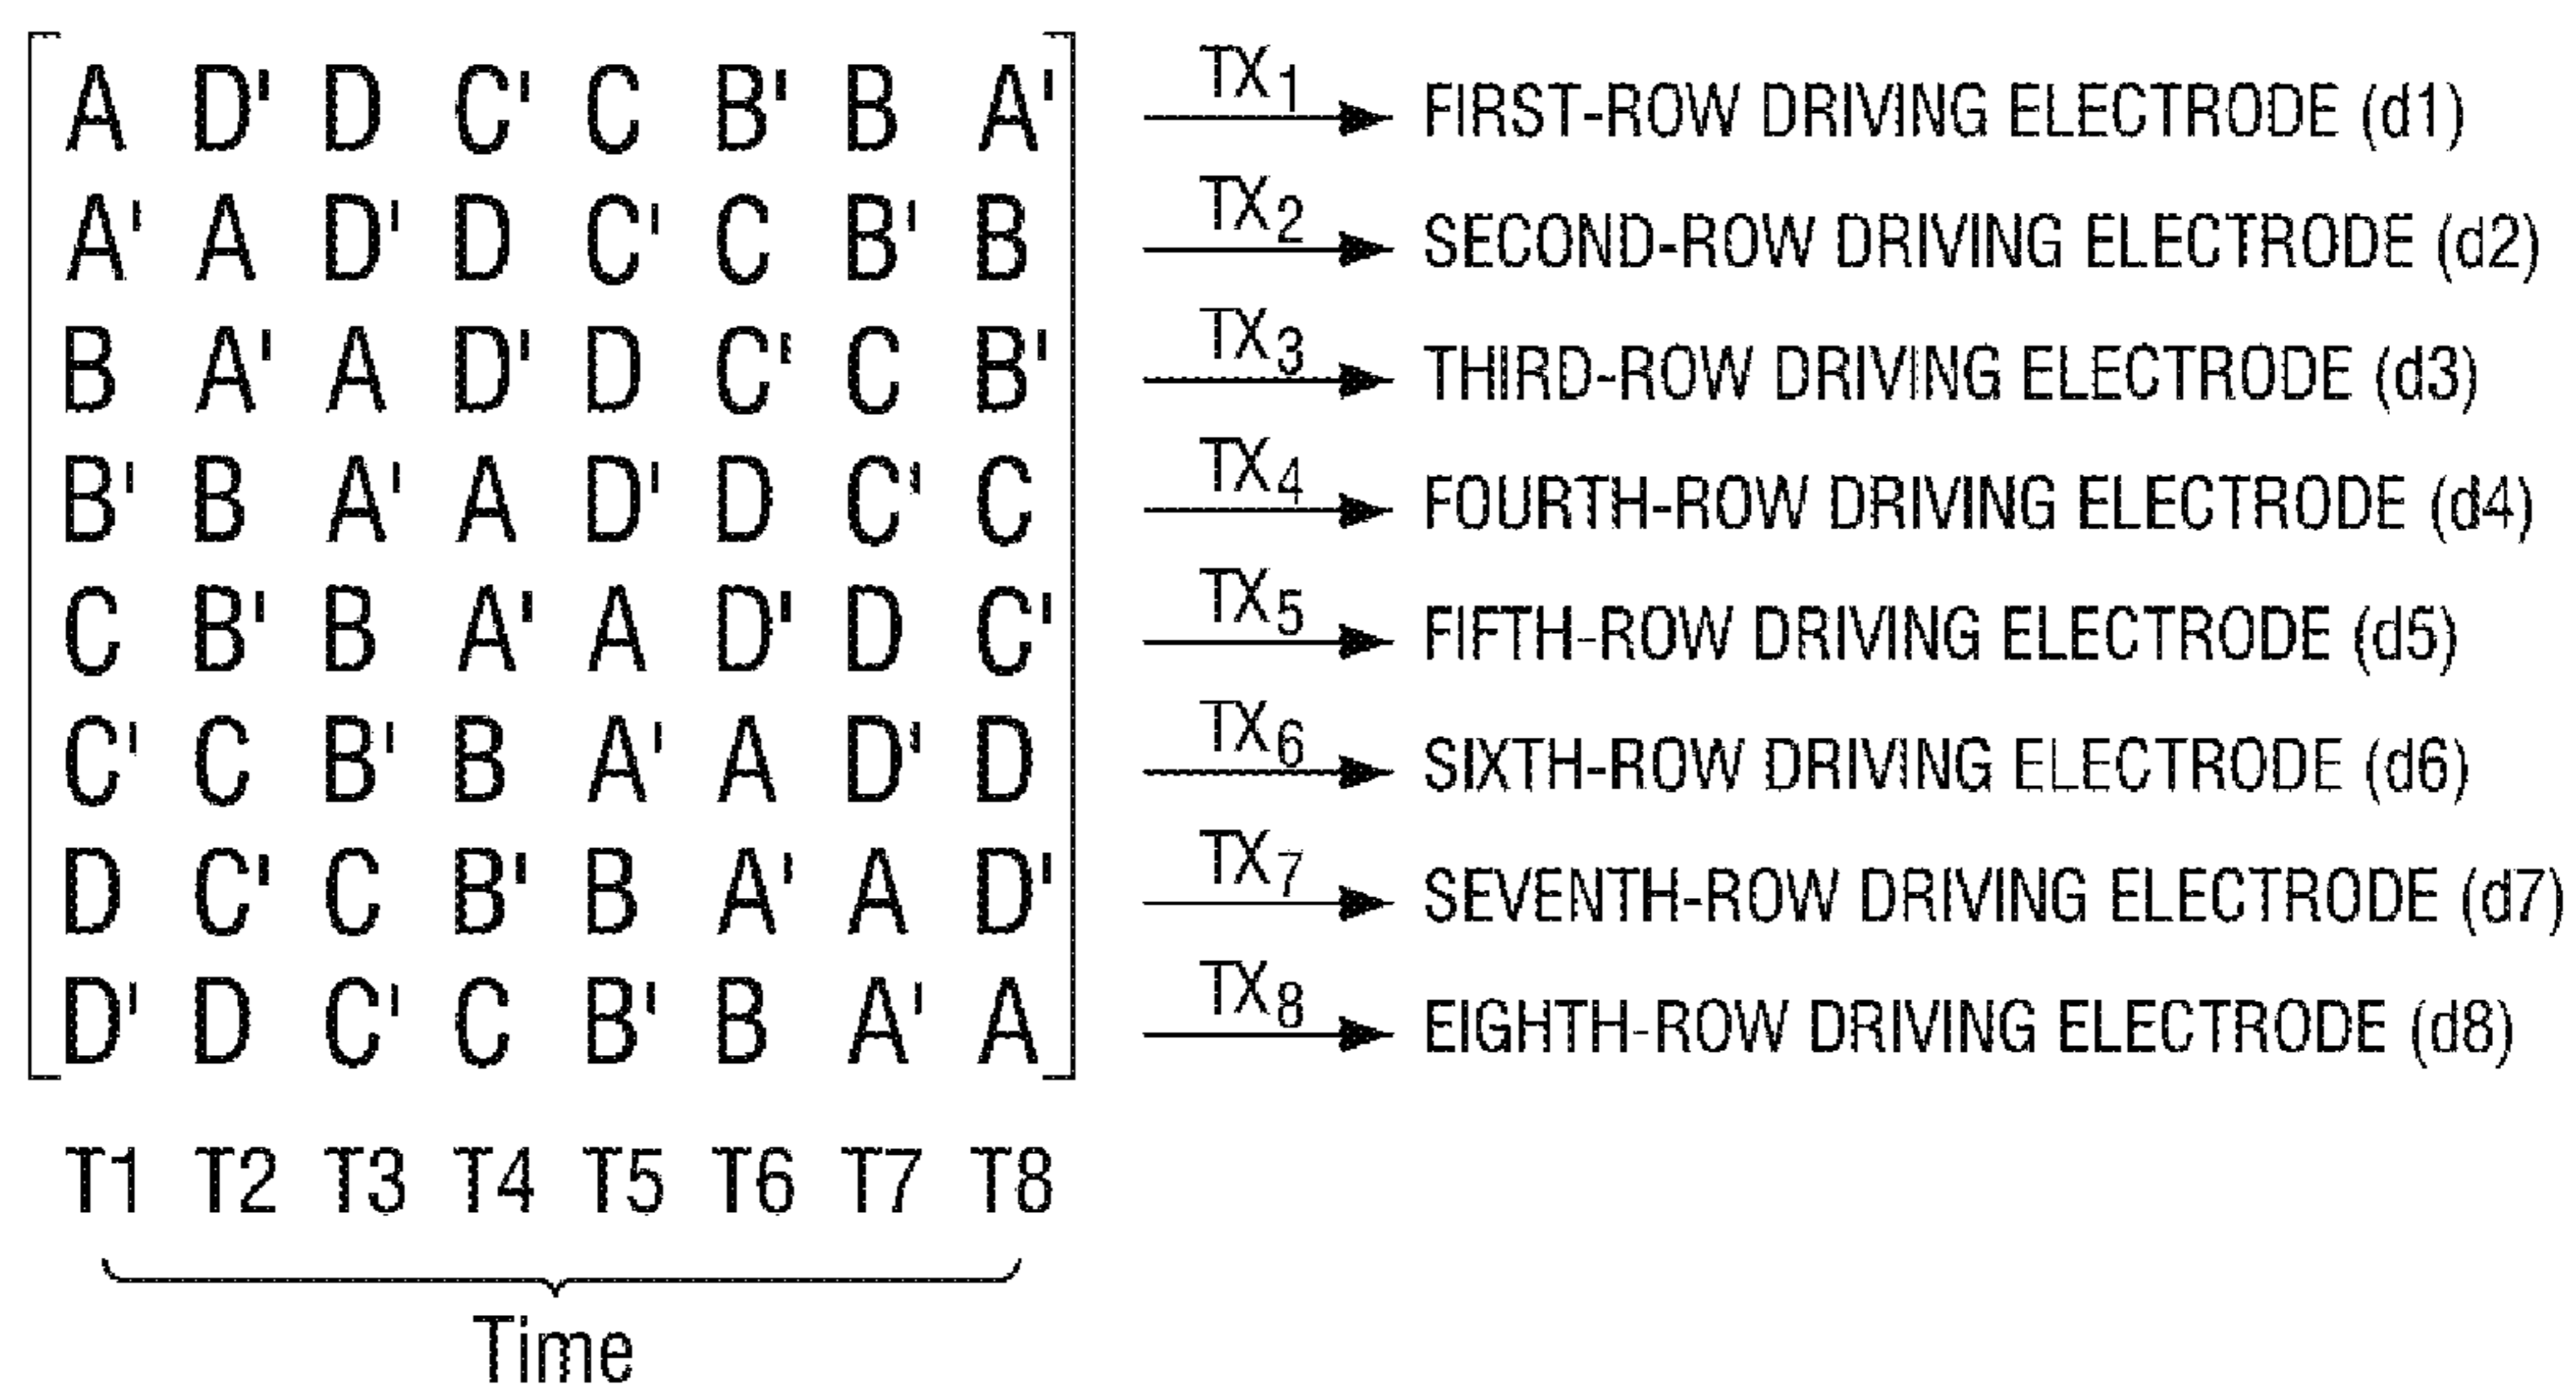 A D' D C' C B' B A' TX1 FIRST-ROW DRIVING ELECTRODE (d1)
A' A D' D C' C B' B TX2 SECOND-ROW DRIVING ELECTRODE (d2)
B A' A D' D C' C B' TX3 THIRD-ROW DRIVING ELECTRODE (d3)
B' B A' A D' D C' C TX4 FOURTH-ROW DRIVING ELECTRODE (d4)
C B' B A' A D' D C' TX5 FIFTH-ROW DRIVING ELECTRODE (d5)
C' C B' B A' A D' D TX6 SIXTH-ROW DRIVING ELECTRODE (d6)
D C' C B' B A' A D' TX7 SEVENTH-ROW DRIVING ELECTRODE (d7)
D' D C' C B' B A' A TX8 EIGHTH-ROW DRIVING ELECTRODE (d8)
T1 T2 T3 T4 T5 T6 T7 T8
Time